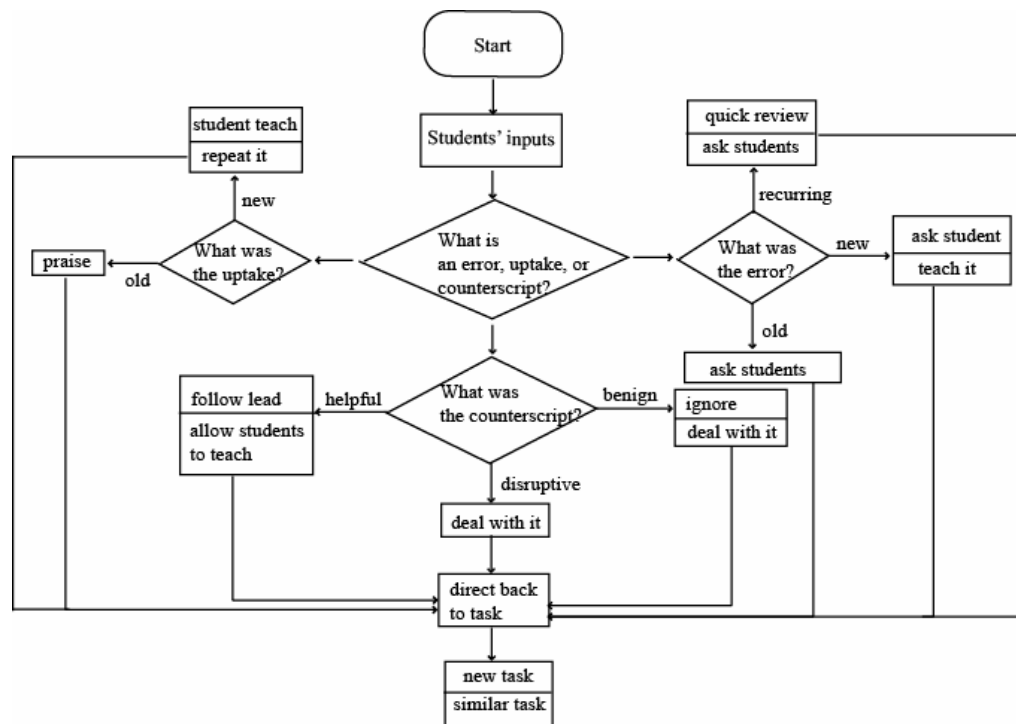 Start
Students' inputs
student teach
repeat it
new
What was
the uptake?
old
praise
What is
an error, uptake, or
counterscript?
quick review
ask students
recurring
What was
the error?
new
ask student
teach it
old
ask students
What was
the counterscript?
helpful
follow lead
allow students
to teach
benign
ignore
deal with it
disruptive
deal with it
direct back
to task
new task
similar task